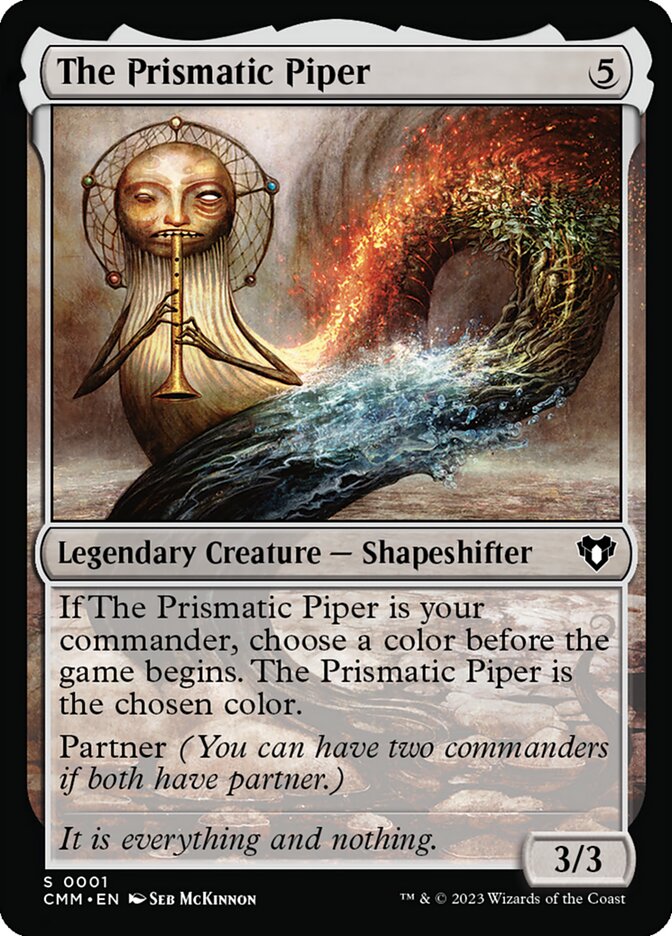 The Prismatic Piper 5
Legendary Creature — Shapeshifter
If The Prismatic Piper is your
commander, choose a color before the
game begins. The Prismatic Piper is
the chosen color.
Partner (You can have two commanders
if both have partner.)
It is everything and nothing.
3/3
S 0001
CMM • EN Seb McKinnon
™ & © 2023 Wizards of the Coast